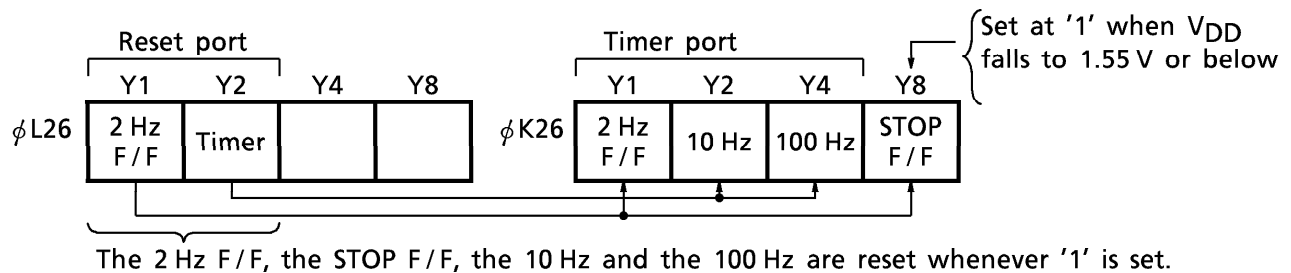 Reset port
Timer port
Set at '1' when VDD
falls to 1.55 V or below
Y1 Y2 Y4 Y8
Y1 Y2 Y4 Y8
ϕL26
2 Hz
F / F
Timer
ϕK26
2 Hz
F / F
10 Hz
100 Hz
STOP
F / F
The 2 Hz F / F, the STOP F / F, the 10 Hz and the 100 Hz are reset whenever '1' is set.